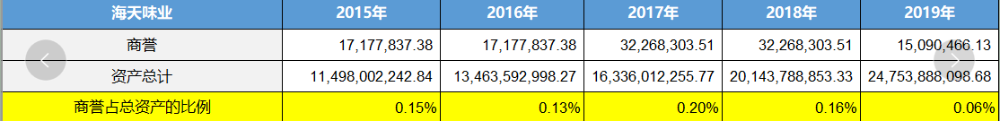 海天味业 2015年 2016年 2017年 2018年 2019年
商誉 17,177,837.38 17,177,837.38 32,268,303.51 32,268,303.51 15,090,466.13
资产总计 11,498,002,242.84 13,463,592,998.27 16,336,012,255.77 20,143,788,853.33 24,753,888,098.68
商誉占总资产的比例 0.15% 0.13% 0.20% 0.16% 0.06%